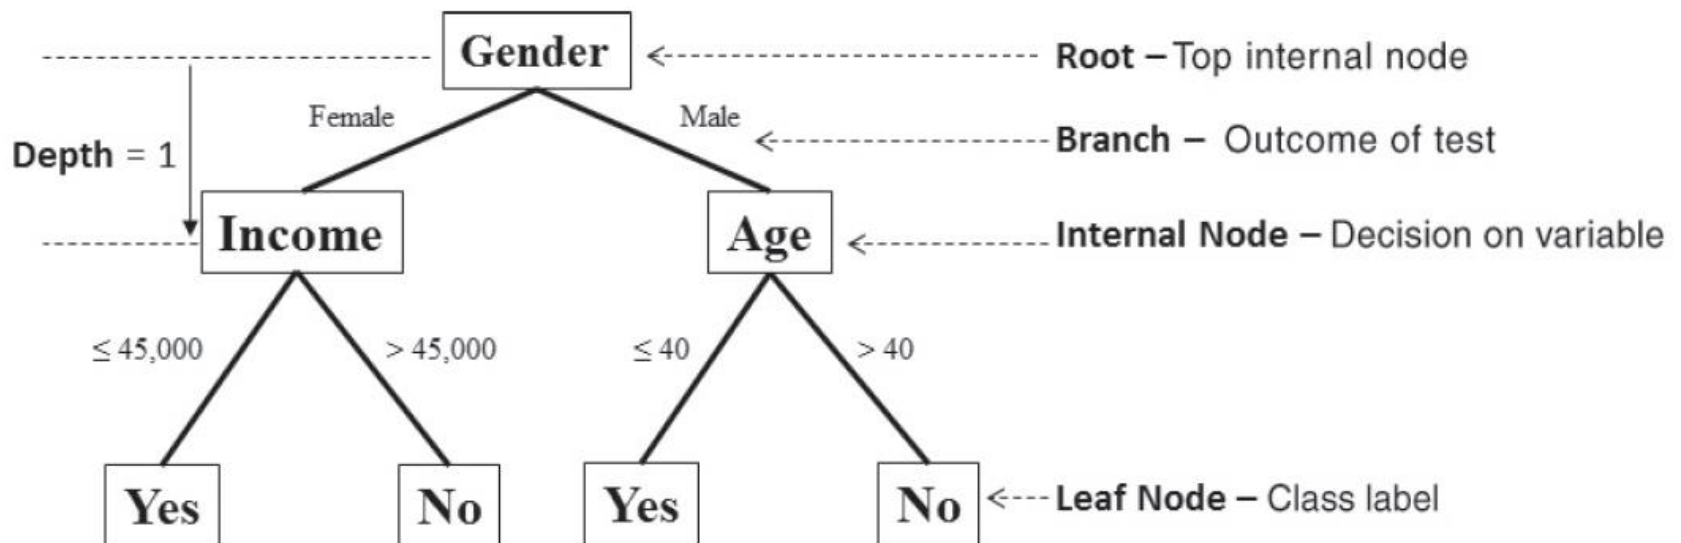 Gender
Root – Top internal node
Female
Male
Branch – Outcome of test
Depth = 1
Income
Age
Internal Node – Decision on variable
≤ 45,000
> 45,000
≤ 40
> 40
Yes
No
Yes
No
Leaf Node – Class label